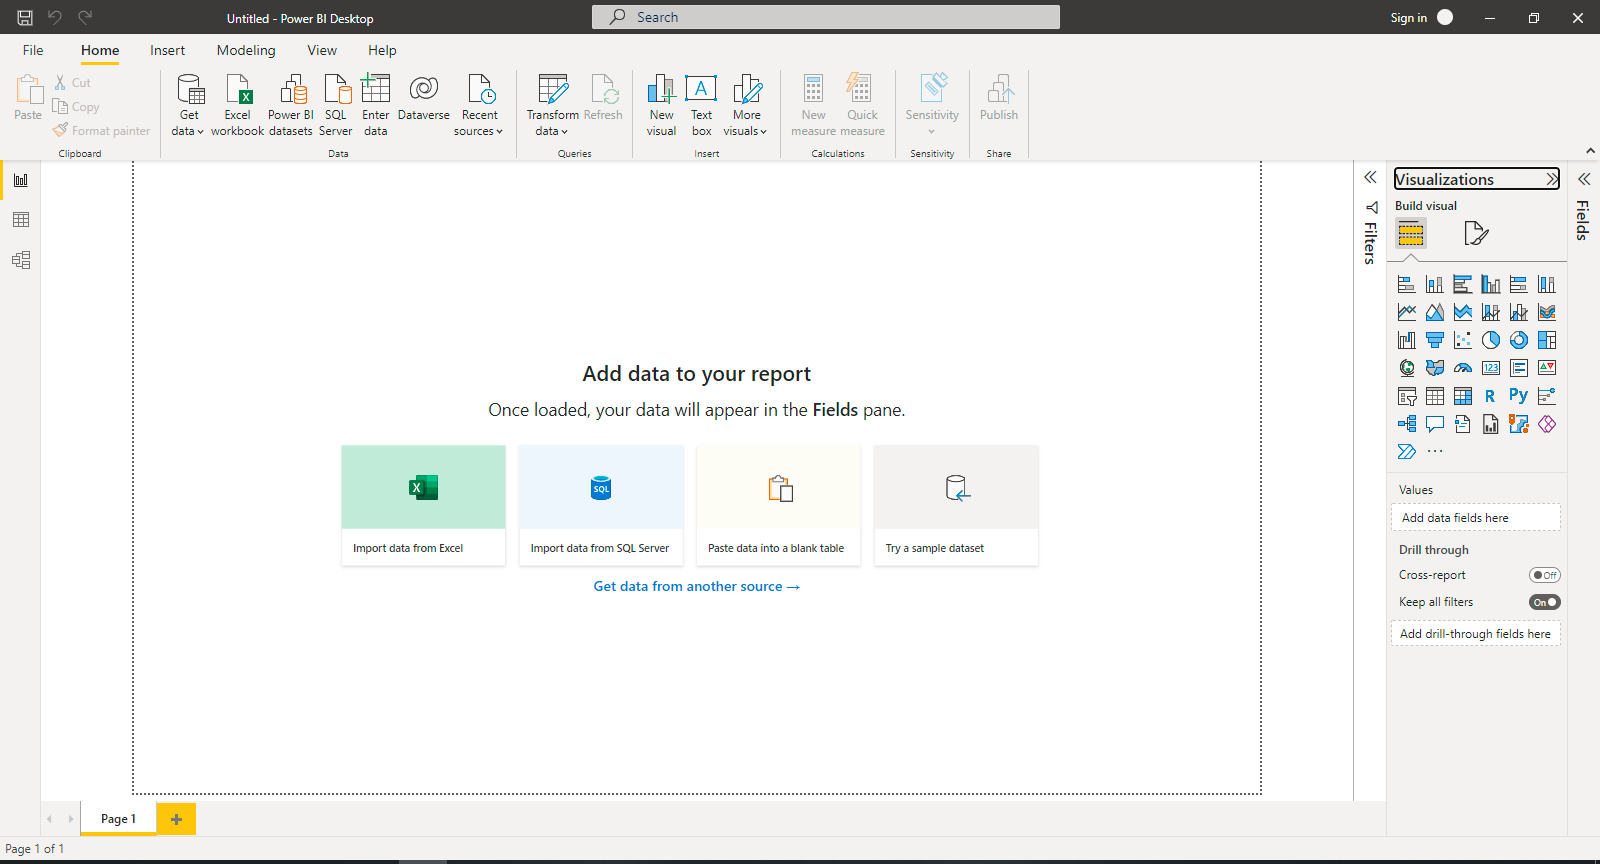 Untitled - Power BI Desktop
Search
Sign in
File Home Insert Modeling View Help
Paste
Cut
Copy
Format painter
Clipboard
Get data
Excel workbook
Power BI datasets
SQL Server
Enter data
Dataverse
Recent sources
Data
Transform data
Refresh
Queries
New visual
Text box
More visuals
Insert
New measure
Quick measure
Calculations
Sensitivity
Sensitivity
Publish
Share
Add data to your report
Once loaded, your data will appear in the Fields pane.
X
SQL
Import data from Excel
Import data from SQL Server
Paste data into a blank table
Try a sample dataset
Get data from another source →
Filters
Visualizations
Build visual
123
R
Py
Values
Add data fields here
Drill through
Cross-report
Off
Keep all filters
On
Add drill-through fields here
Fields
Page 1
Page 1 of 1